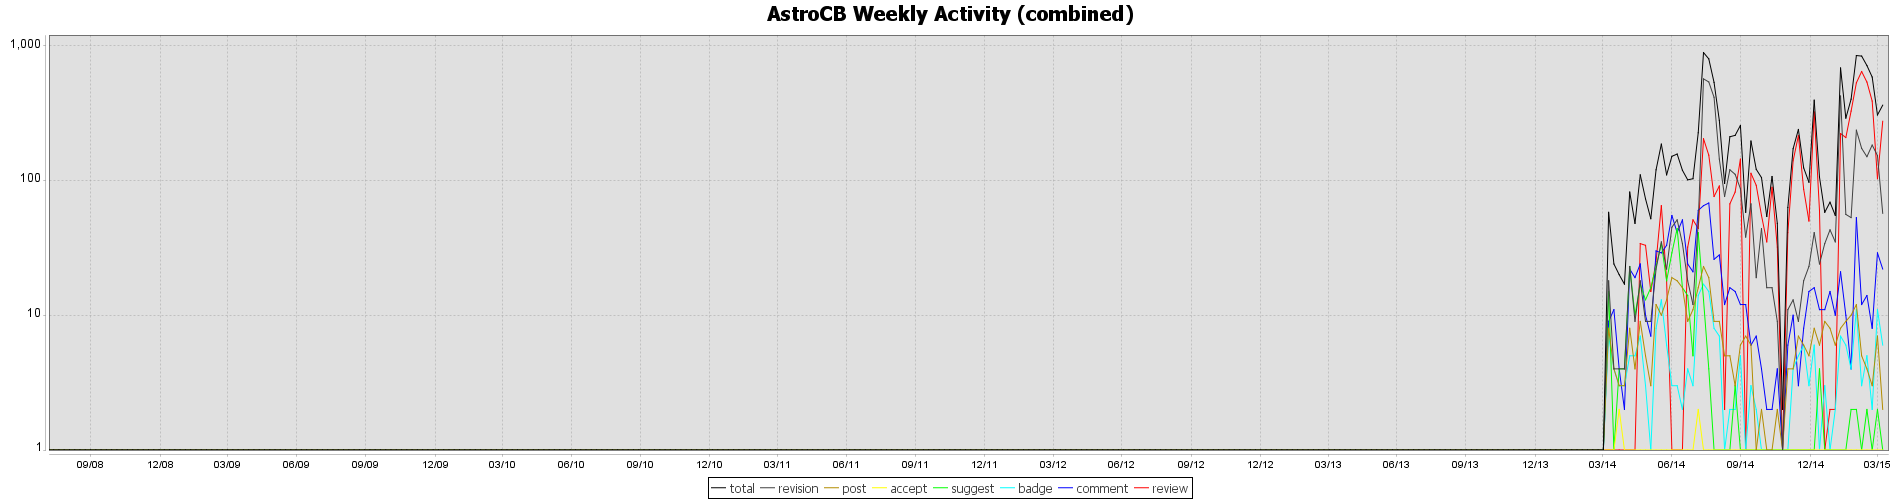 AstroCB Weekly Activity (combined)
1,000
100
10
1
09/08 12/08 03/09 06/09 09/09 12/09 03/10 06/10 09/10 12/10 03/11 06/11 09/11 12/11 03/12 06/12 09/12 12/12 03/13 06/13 09/13 12/13 03/14 06/14 09/14 12/14 03/15
total revision post accept suggest badge comment review